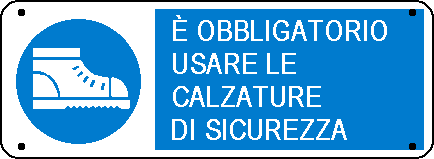 È OBBLIGATORIO
USARE LE
CALZATURE
DI SICUREZZA